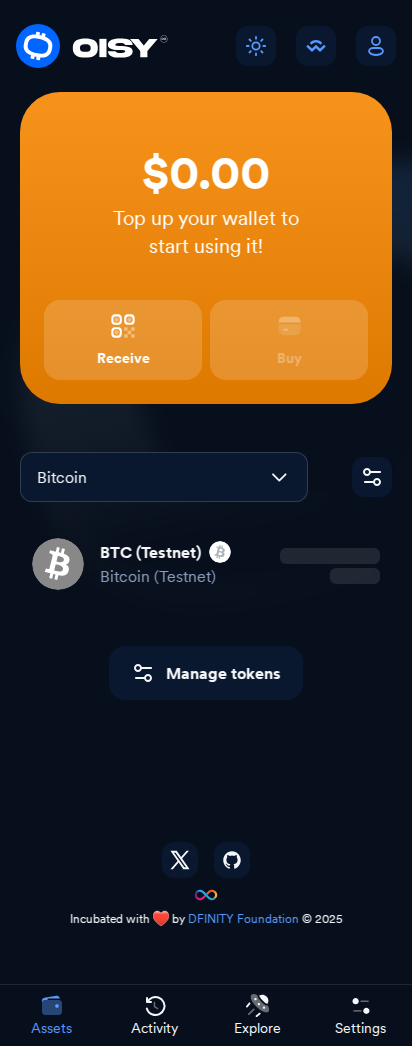 OISY
$0.00
Top up your wallet to
start using it!
Receive
Buy
Bitcoin
BTC (Testnet)
Bitcoin (Testnet)
Manage tokens
Incubated with ❤️ by DFINITY Foundation © 2025
Assets
Activity
Explore
Settings